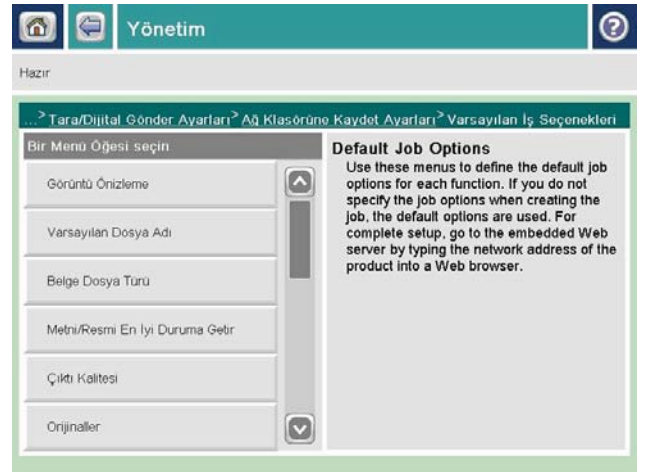 Yönetim
?
Hazır
...> Tara/Dijital Gönder Ayarları> Ağ Klasörüne Kaydet Ayarları> Varsayılan İş Seçenekleri
Bir Menü Öğesi seçin
Görüntü Önizleme
Varsayılan Dosya Adı
Belge Dosya Türü
Metni/Resmi En İyi Duruma Getir
Çıktı Kalitesi
Orijinaller
Default Job Options
Use these menus to define the default job
options for each function. If you do not
specify the job options when creating the
job, the default options are used. For
complete setup, go to the embedded Web
server by typing the network address of the
product into a Web browser.